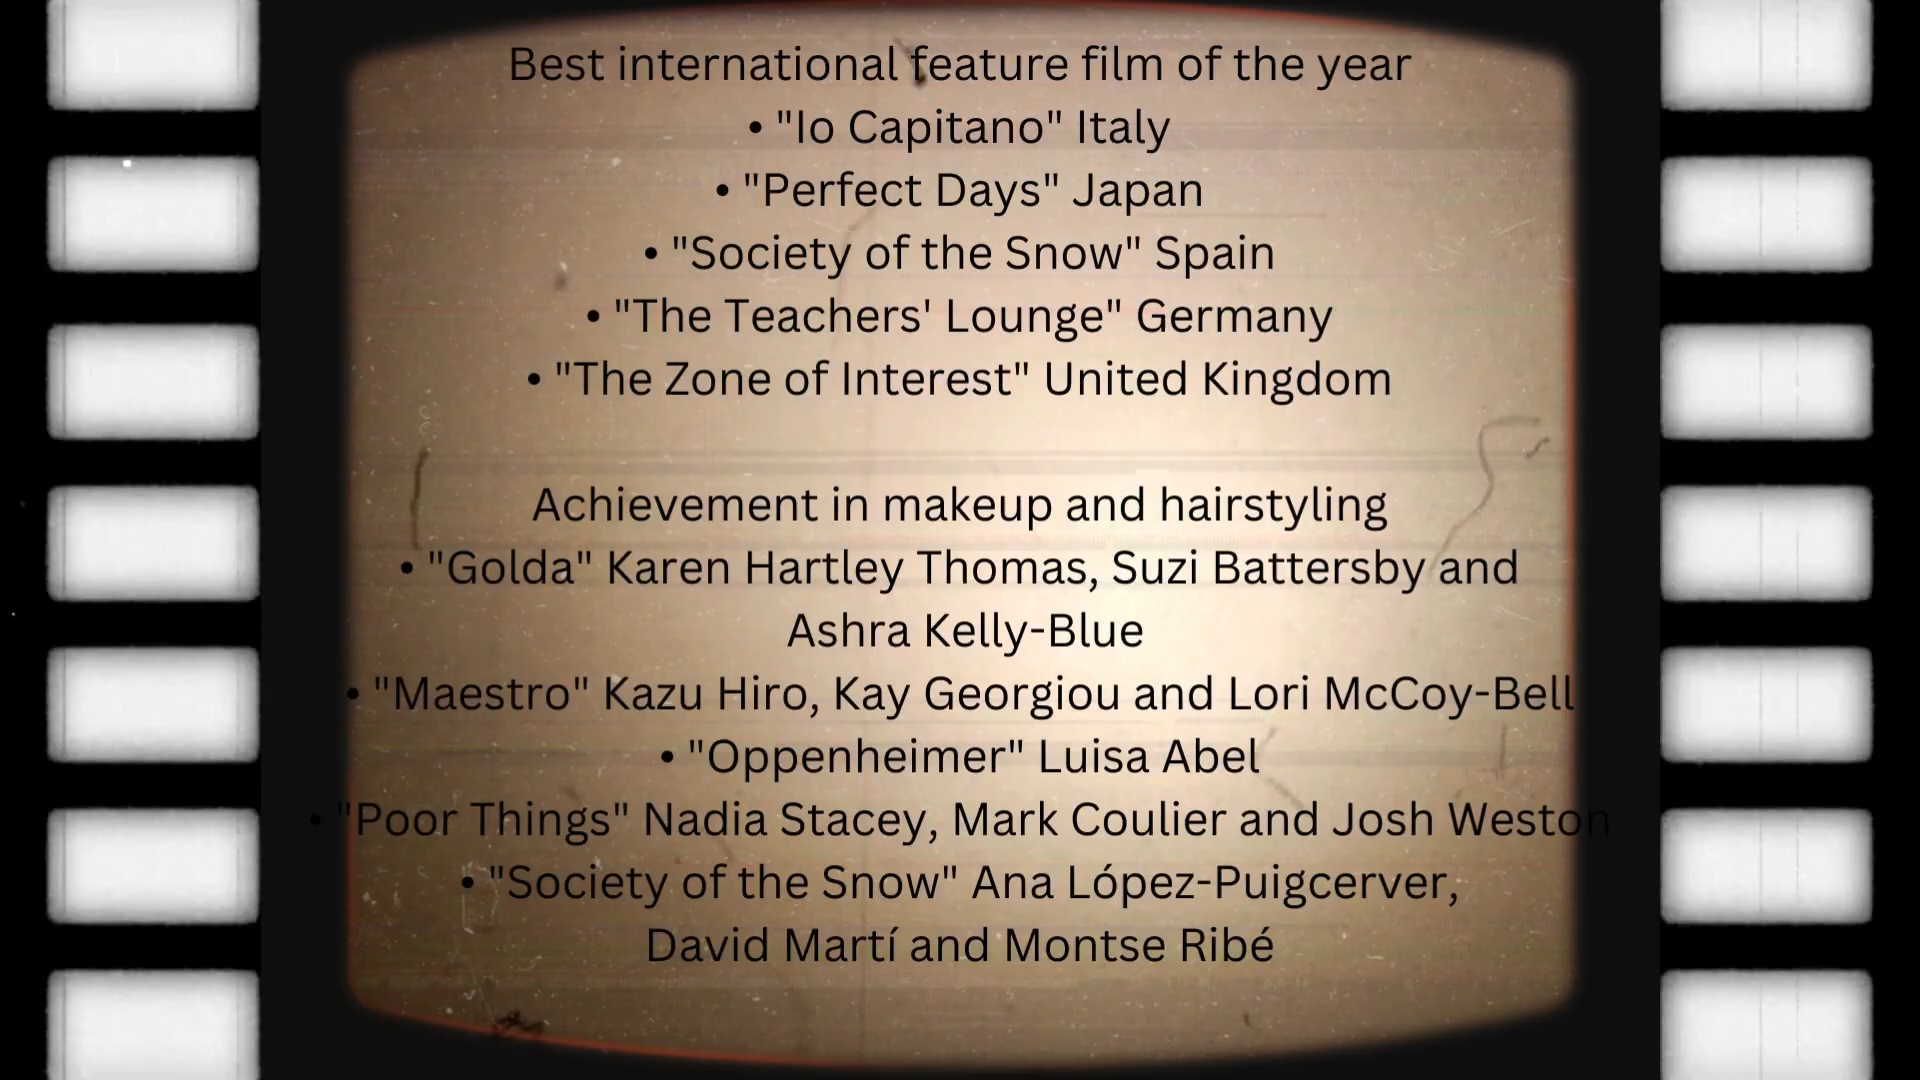 Best international feature film of the year
• "Io Capitano" Italy
• "Perfect Days" Japan
• "Society of the Snow" Spain
• "The Teachers' Lounge" Germany
• "The Zone of Interest" United Kingdom
Achievement in makeup and hairstyling
• "Golda" Karen Hartley Thomas, Suzi Battersby and
Ashra Kelly-Blue
• "Maestro" Kazu Hiro, Kay Georgiou and Lori McCoy-Bell
• "Oppenheimer" Luisa Abel
• "Poor Things" Nadia Stacey, Mark Coulier and Josh Weston
• "Society of the Snow" Ana López-Puigcerver,
David Martí and Montse Ribé